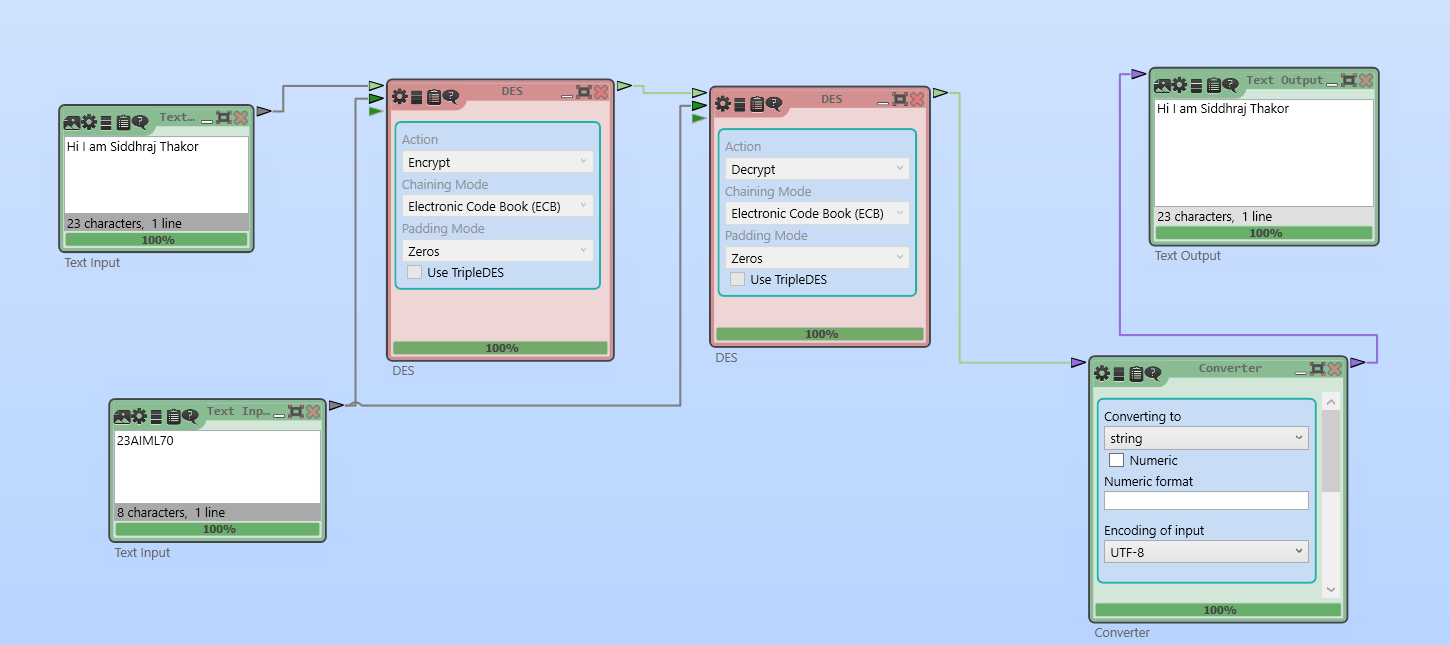 Text...
Hi I am Siddhraj Thakor
23 characters, 1 line
100%
Text Input
DES
Action
Encrypt
Chaining Mode
Electronic Code Book (ECB)
Padding Mode
Zeros
Use TripleDES
100%
DES
DES
Action
Decrypt
Chaining Mode
Electronic Code Book (ECB)
Padding Mode
Zeros
Use TripleDES
100%
DES
Text Output
Hi I am Siddhraj Thakor
23 characters, 1 line
100%
Text Output
Text Inp...
23AIML70
8 characters, 1 line
100%
Text Input
Converter
Converting to
string
Numeric
Numeric format
Encoding of input
UTF-8
100%
Converter